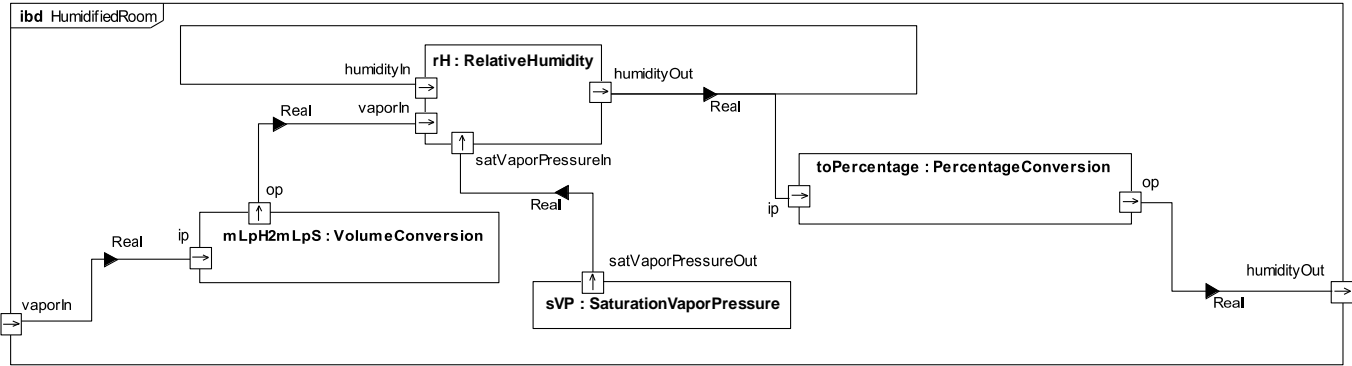 ibd HumidifiedRoom
rH : RelativeHumidity
humidityIn
humidityOut
Real
vaporIn
Real
satVaporPressureIn
toPercentage : PercentageConversion
op
op
Real
ip
ip
mLpH2mLpS : VolumeConversion
Real
satVaporPressureOut
humidityOut
vaporIn
sVP : SaturationVaporPressure
Real